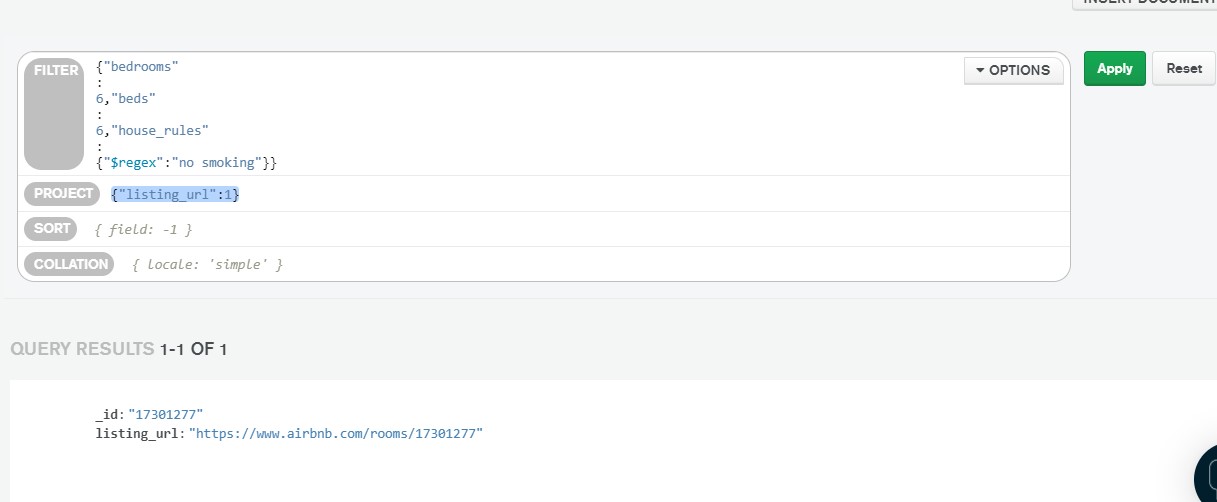 INSERT DOCUMENT
FILTER {"bedrooms"
:
6,"beds"
:
6,"house_rules"
:
{"$regex":"no smoking"}}
OPTIONS
Apply
Reset
PROJECT {"listing_url":1}
SORT { field: -1 }
COLLATION { locale: 'simple' }
QUERY RESULTS 1-1 OF 1
_id: "17301277"
listing_url: "https://www.airbnb.com/rooms/17301277"